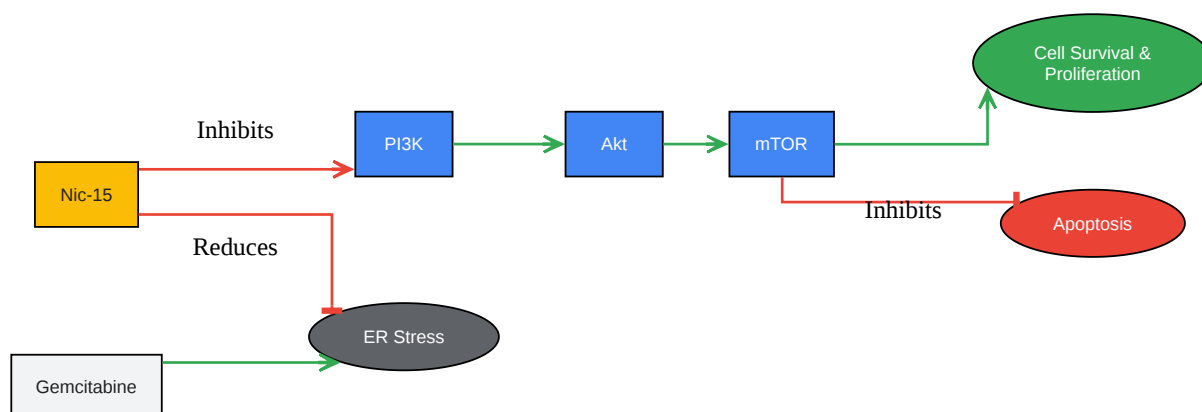 Cell Survival &
Proliferation
Inhibits
PI3K
Akt
mTOR
Nic-15
Inhibits
Apoptosis
Reduces
ER Stress
Gemcitabine